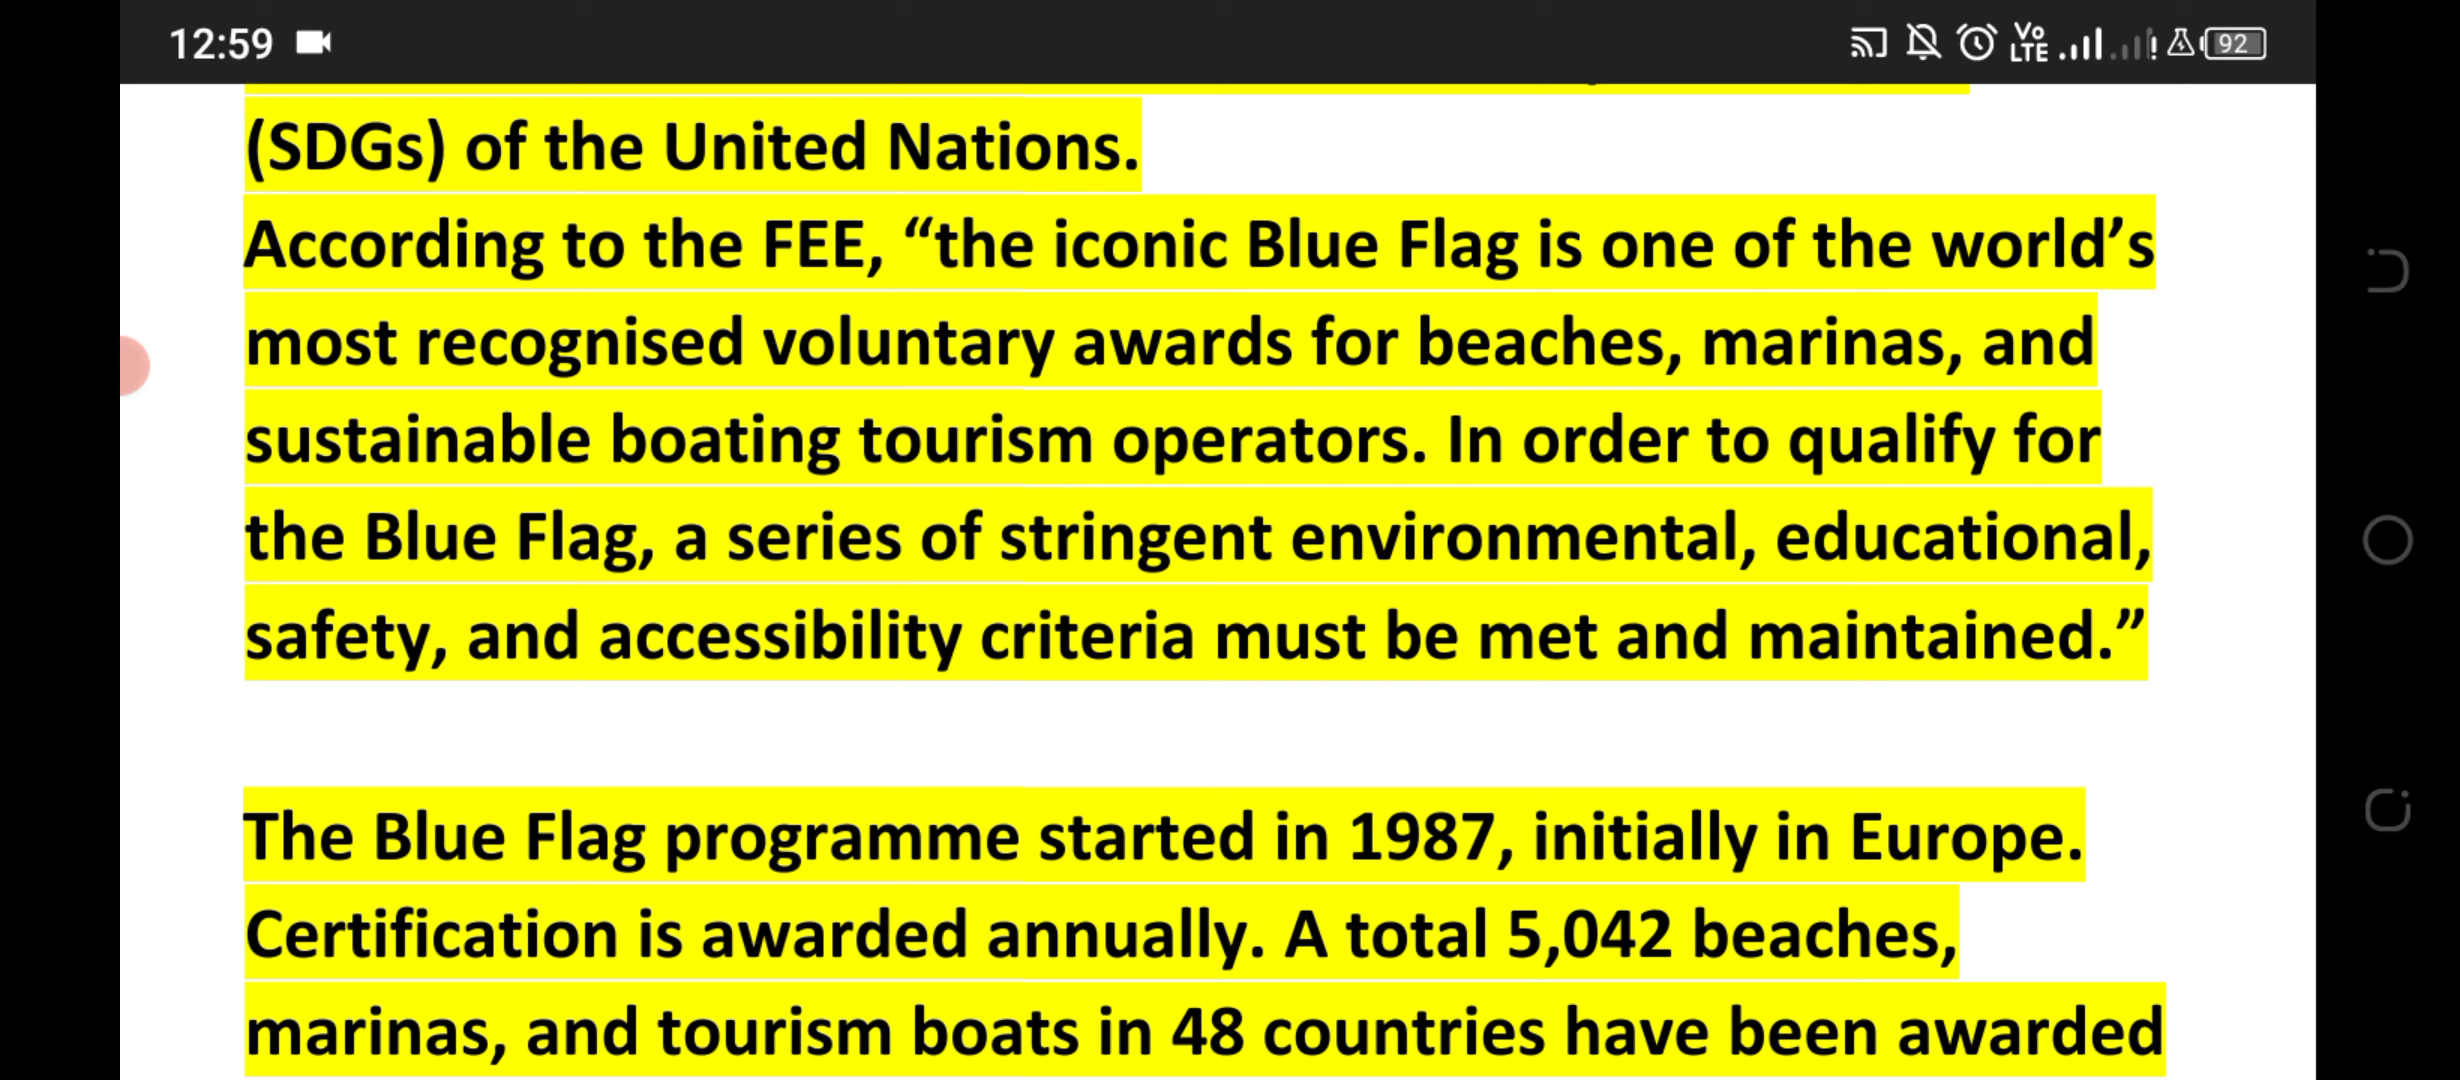 12:59
Vo
LTE
92
(SDGs) of the United Nations.
According to the FEE, “the iconic Blue Flag is one of the world’s
most recognised voluntary awards for beaches, marinas, and
sustainable boating tourism operators. In order to qualify for
the Blue Flag, a series of stringent environmental, educational,
safety, and accessibility criteria must be met and maintained.”
The Blue Flag programme started in 1987, initially in Europe.
Certification is awarded annually. A total 5,042 beaches,
marinas, and tourism boats in 48 countries have been awarded